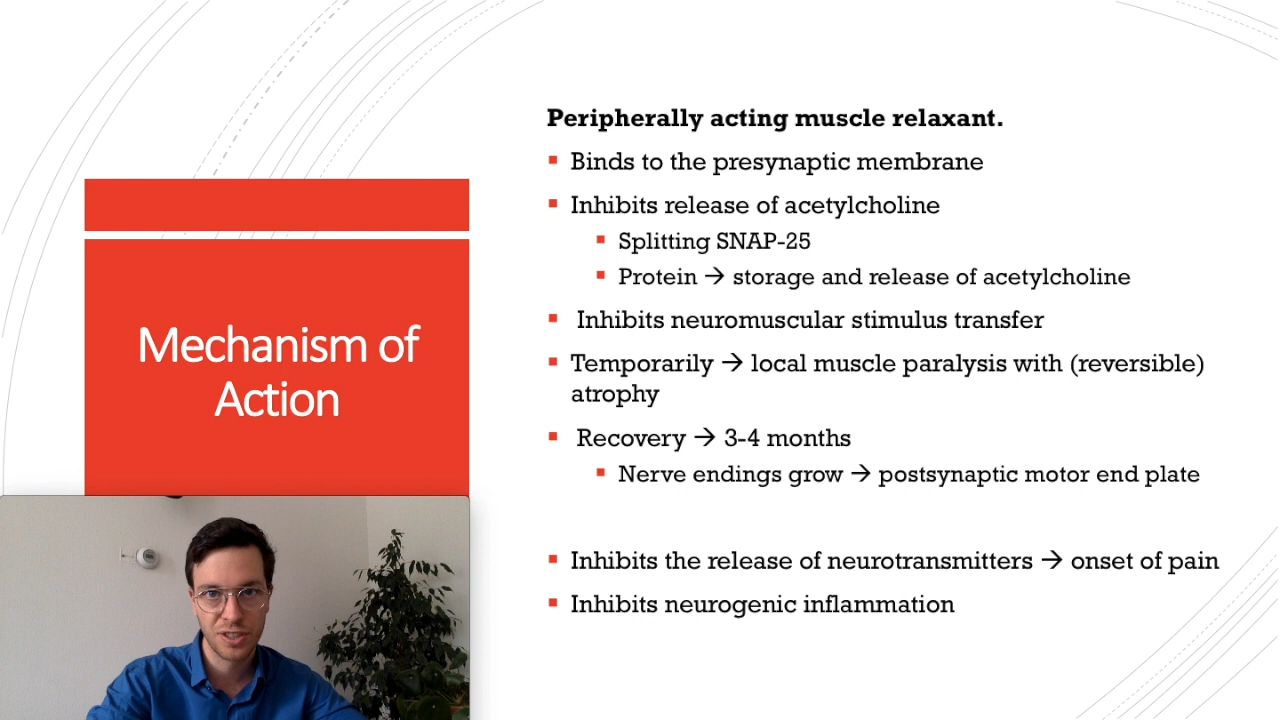 Mechanism of
Action
Peripherally acting muscle relaxant.
▪ Binds to the presynaptic membrane
▪ Inhibits release of acetylcholine
▪ Splitting SNAP-25
▪ Protein → storage and release of acetylcholine
▪ Inhibits neuromuscular stimulus transfer
▪ Temporarily → local muscle paralysis with (reversible)
atrophy
▪ Recovery → 3-4 months
▪ Nerve endings grow → postsynaptic motor end plate
▪ Inhibits the release of neurotransmitters → onset of pain
▪ Inhibits neurogenic inflammation